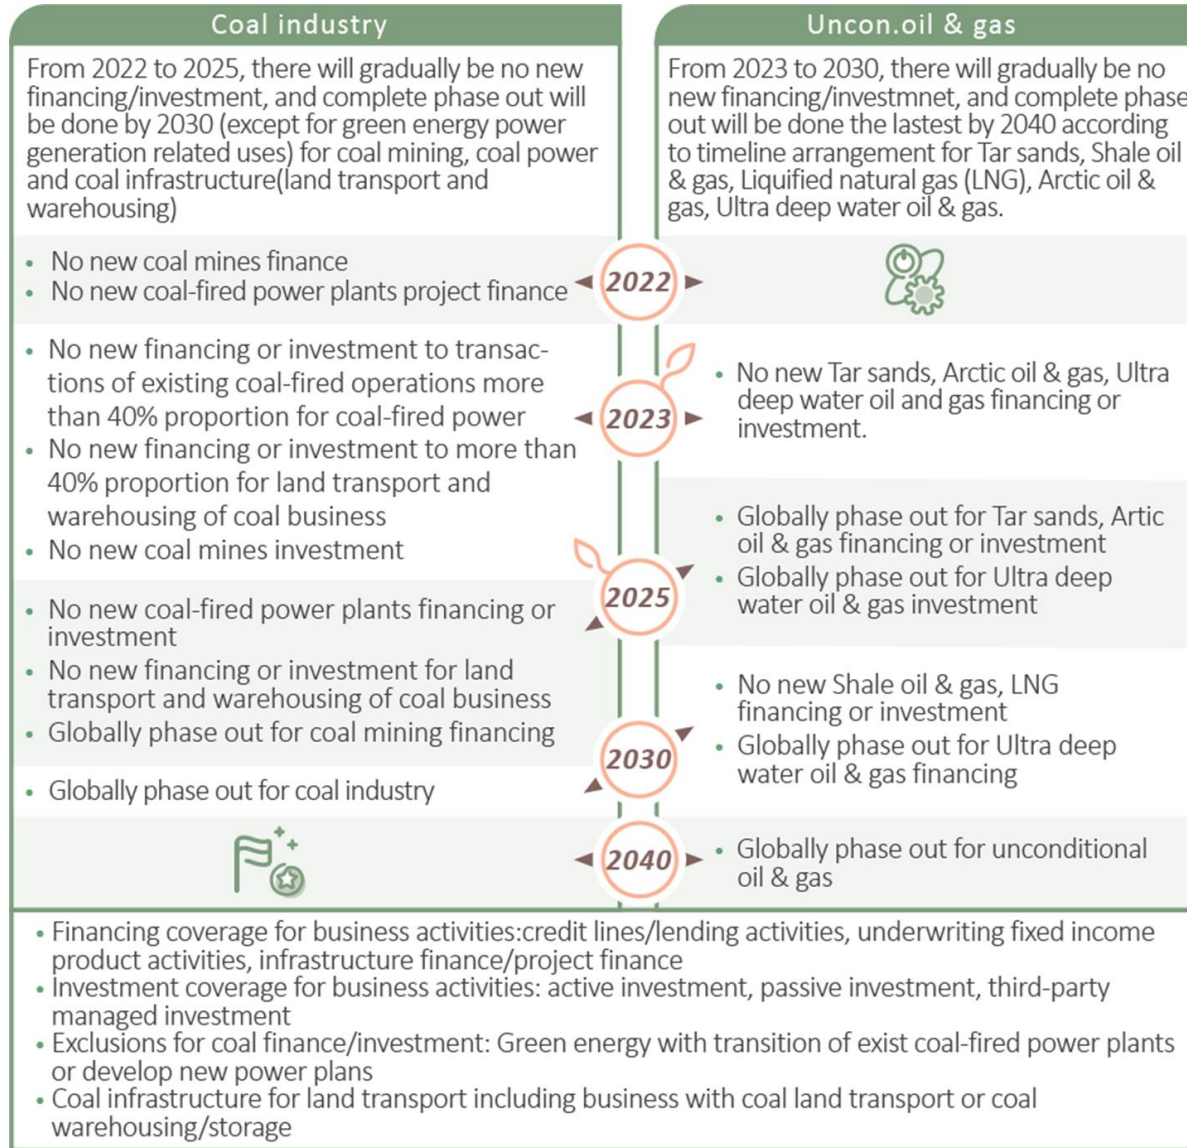 Coal industry
From 2022 to 2025, there will gradually be no new
financing/investment, and complete phase out will
be done by 2030 (except for green energy power
generation related uses) for coal mining, coal power
and coal infrastructure(land transport and
warehousing)
Uncon.oil & gas
From 2023 to 2030, there will gradually be no
new financing/investmnet, and complete phase
out will be done the lastest by 2040 according
to timeline arrangement for Tar sands, Shale oil
& gas, Liquified natural gas (LNG), Arctic oil &
gas, Ultra deep water oil & gas.
• No new coal mines finance
• No new coal-fired power plants project finance
2022
• No new financing or investment to transac-
tions of existing coal-fired operations more
than 40% proportion for coal-fired power
• No new financing or investment to more than
40% proportion for land transport and
warehousing of coal business
• No new coal mines investment
2023
• No new Tar sands, Arctic oil & gas, Ultra
deep water oil and gas financing or
investment.
• No new coal-fired power plants financing or
investment
• No new financing or investment for land
transport and warehousing of coal business
• Globally phase out for coal mining financing
2025
• Globally phase out for Tar sands, Artic
oil & gas financing or investment
• Globally phase out for Ultra deep
water oil & gas investment
• Globally phase out for coal industry
2030
• No new Shale oil & gas, LNG
financing or investment
• Globally phase out for Ultra deep
water oil & gas financing
2040
• Globally phase out for unconditional
oil & gas
• Financing coverage for business activities:credit lines/lending activities, underwriting fixed income
product activities, infrastructure finance/project finance
• Investment coverage for business activities: active investment, passive investment, third-party
managed investment
• Exclusions for coal finance/investment: Green energy with transition of exist coal-fired power plants
or develop new power plans
• Coal infrastructure for land transport including business with coal land transport or coal
warehousing/storage